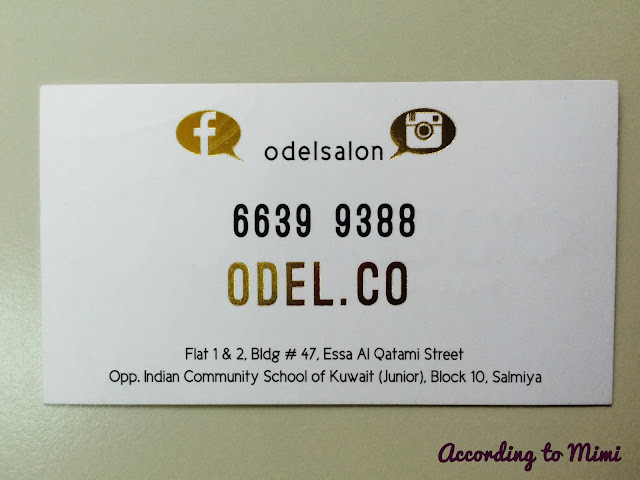 odelsalon
6639 9388
ODEL.CO
Flat 1 & 2, Bldg # 47, Essa Al Qatami Street
Opp. Indian Community School of Kuwait (Junior), Block 10, Salmiya
According to Mimi